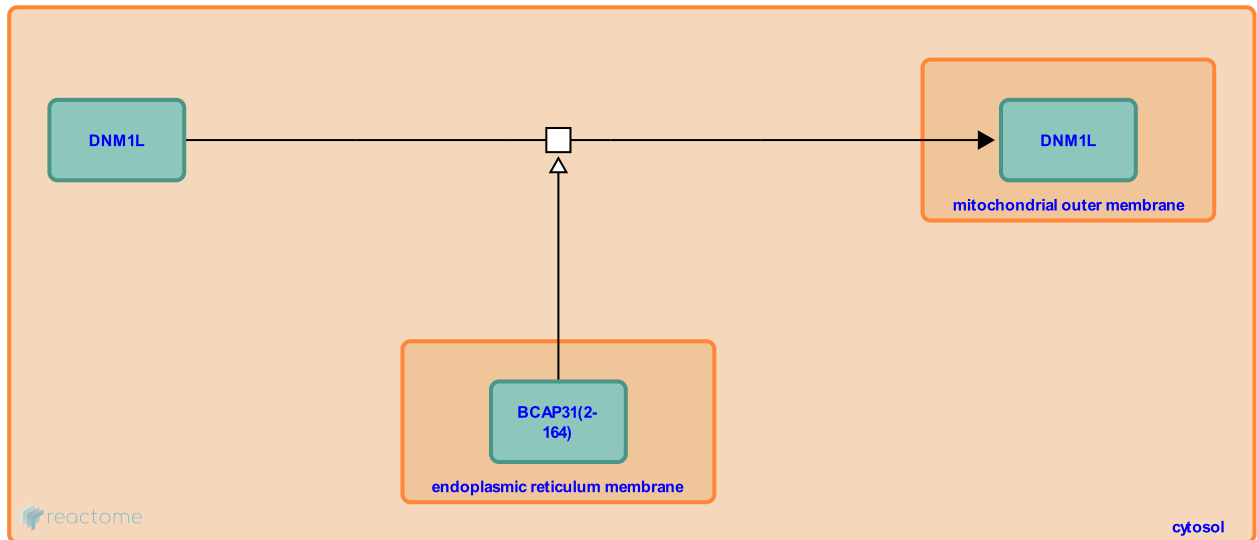 DNM1L
DNM1L
mitochondrial outer membrane
BCAP31(2-
164)
endoplasmic reticulum membrane
reactome
cytosol